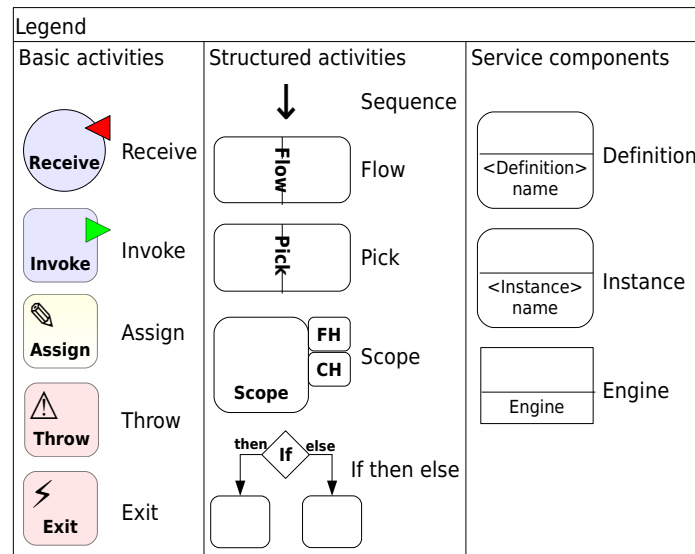 Legend
Basic activities
Receive
Receive
Invoke
Invoke
Assign
Assign
Throw
Throw
Exit
Exit
Structured activities
Sequence
Flow
Flow
Pick
Pick
FH
CH
Scope
Scope
then
If
else
If then else
Service components
<Definition>
name
Definition
<Instance>
name
Instance
Engine
Engine